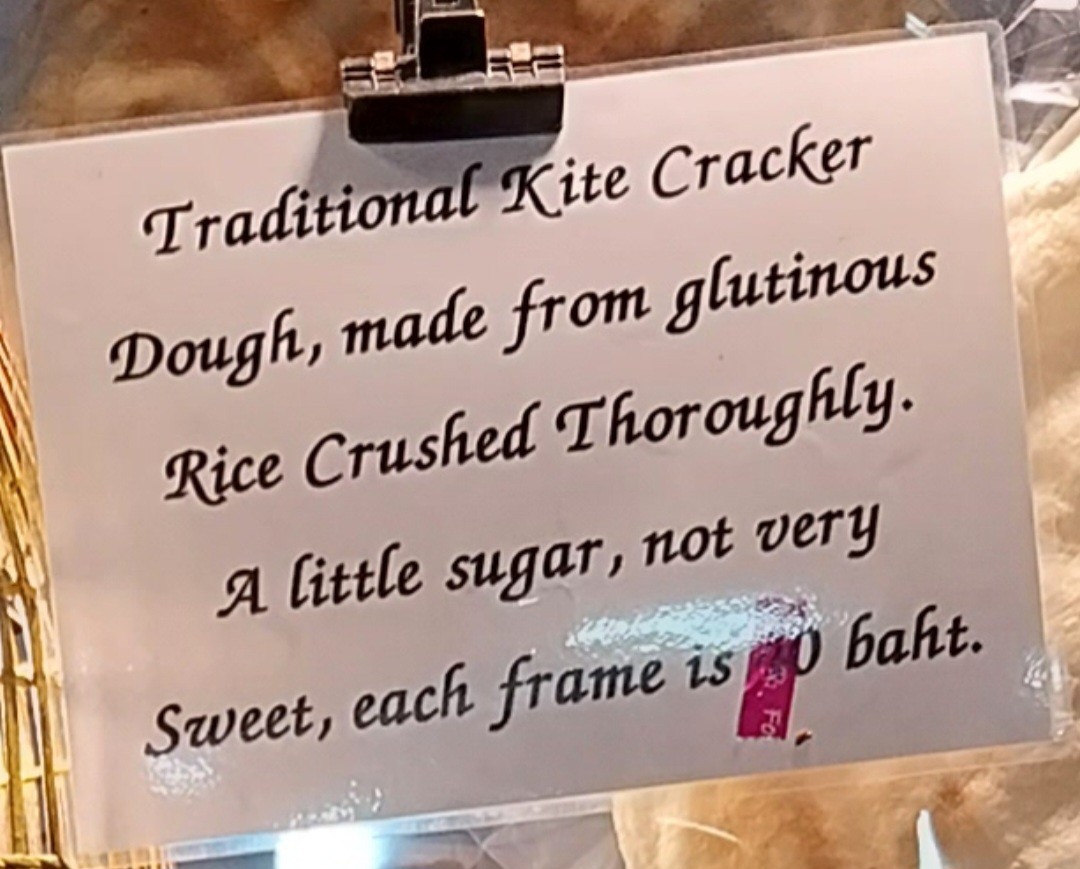 Traditional Kite Cracker
Dough, made from glutinous
Rice Crushed Thoroughly.
A little sugar, not very
Sweet, each frame is baht.